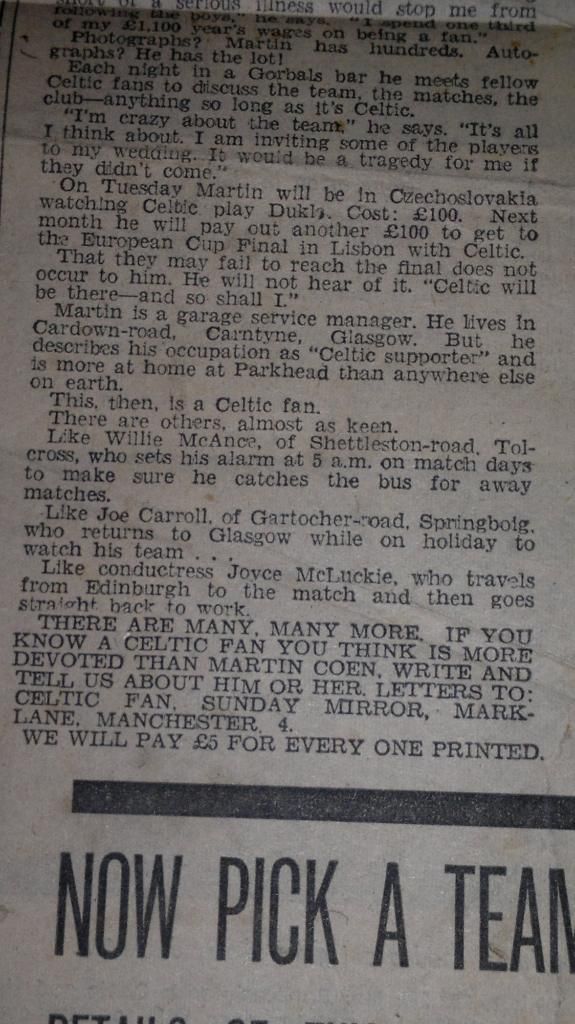 short of a serious illness would stop me from
following the boys," he says. "I spend one third
of my £1,100 year's wages on being a fan."
Photographs? Martin has hundreds. Auto-
graphs? He has the lot!
Each night in a Gorbals bar he meets fellow
Celtic fans to discuss the team, the matches, the
club—anything so long as it's Celtic.
"I'm crazy about the team," he says. "It's all
I think about. I am inviting some of the players
to my wedding. It would be a tragedy for me if
they didn't come."
On Tuesday Martin will be in Czechoslovakia
watching Celtic play Dukla. Cost: £100. Next
month he will pay out another £100 to get to
the European Cup Final in Lisbon with Celtic.
That they may fail to reach the final does not
occur to him. He will not hear of it. "Celtic will
be there—and so shall I."
Martin is a garage service manager. He lives in
Cardown-road, Carntyne, Glasgow. But he
describes his occupation as "Celtic supporter" and
is more at home at Parkhead than anywhere else
on earth.
This, then, is a Celtic fan.
There are others, almost as keen.
Like Willie McAnce, of Shettleston-road, Tol-
cross, who sets his alarm at 5 a.m. on match days
to make sure he catches the bus for away
matches.
Like Joe Carroll, of Gartocher-road, Springboig,
who returns to Glasgow while on holiday to
watch his team . . .
Like conductress Joyce McLuckie, who travels
from Edinburgh to the match and then goes
straight back to work.
THERE ARE MANY, MANY MORE. IF YOU
KNOW A CELTIC FAN YOU THINK IS MORE
DEVOTED THAN MARTIN COEN, WRITE AND
TELL US ABOUT HIM OR HER. LETTERS TO:
CELTIC FAN, SUNDAY MIRROR, MARK-
LANE, MANCHESTER 4.
WE WILL PAY £5 FOR EVERY ONE PRINTED.
NOW PICK A TEAM